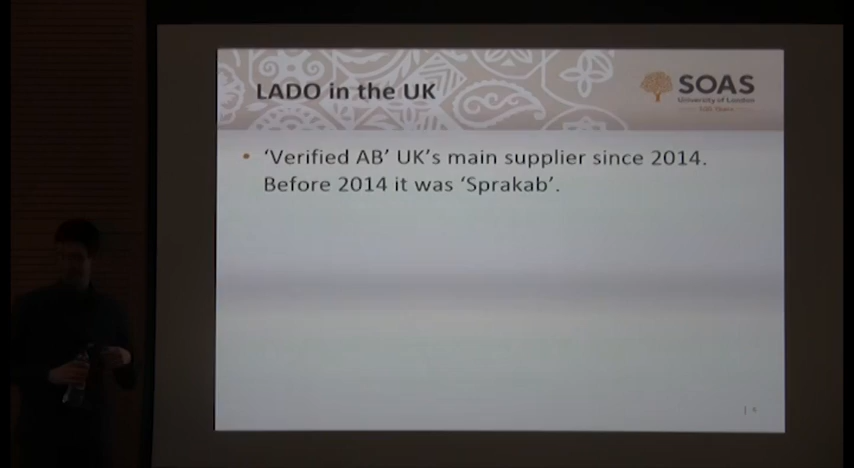 LADO in the UK
SOAS
University of London
• ‘Verified AB’ UK’s main supplier since 2014.
Before 2014 it was ‘Sprakab’.